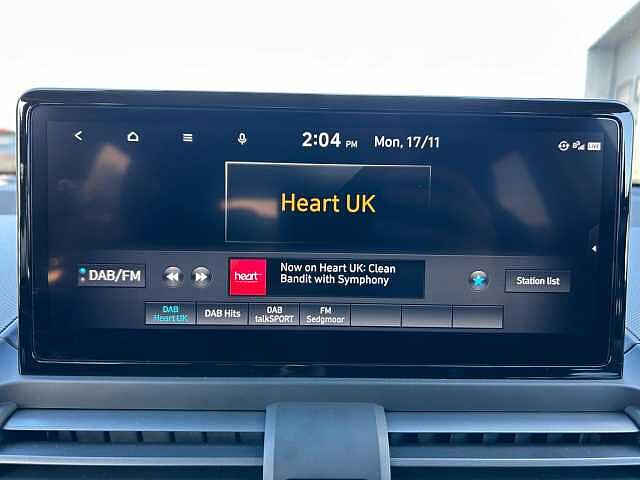 2:04 PM Mon, 17/11
LIVE
Heart UK
DAB/FM
heart
Now on Heart UK: Clean
Bandit with Symphony
Station list
DAB
Heart UK
DAB Hits
DAB
talkSPORT
FM
Sedgmoor